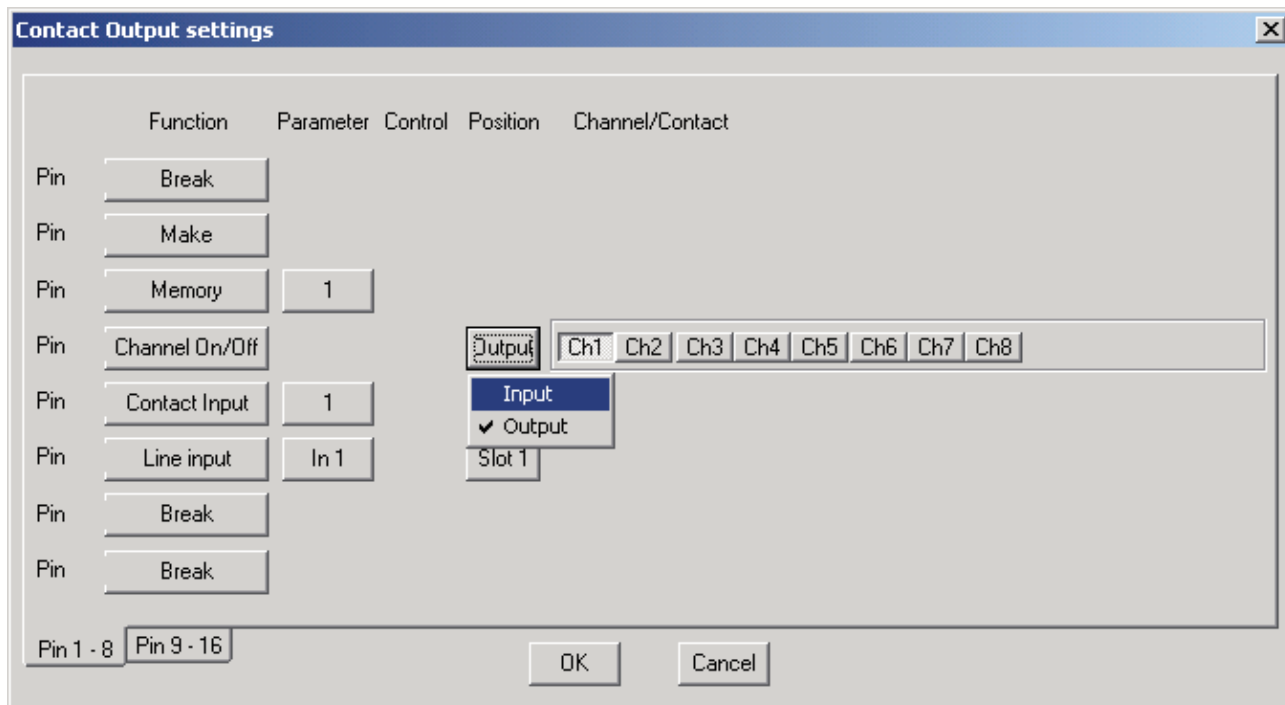 Contact Output settings
Function Parameter Control Position Channel/Contact
Pin Break
Pin Make
Pin Memory 1
Pin Channel On/Off Output Ch1 Ch2 Ch3 Ch4 Ch5 Ch6 Ch7 Ch8
Input
Pin Contact Input 1
✔ Output
Pin Line input In 1 Slot 1
Pin Break
Pin Break
Pin 1 - 8 Pin 9 - 16
OK Cancel